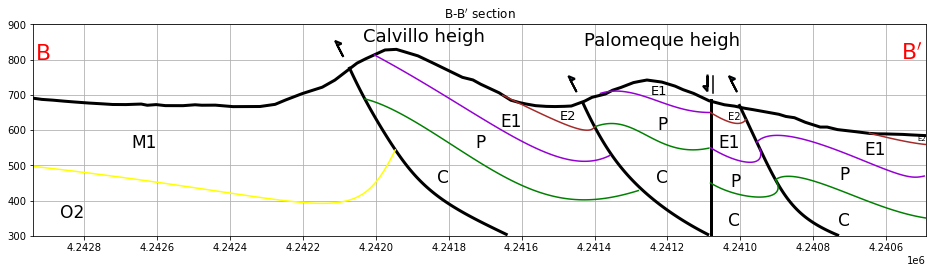 B-B′ section
900
800
700
600
500
400
300
B
B′
Calvillo heigh
Palomeque heigh
M1
O2
E1
P
C
E2
E1
P
C
E2
E1
P
C
E1
P
C
E2
4.2428
4.2426
4.2424
4.2422
4.2420
4.2418
4.2416
4.2414
4.2412
4.2410
4.2408
4.2406
1e6